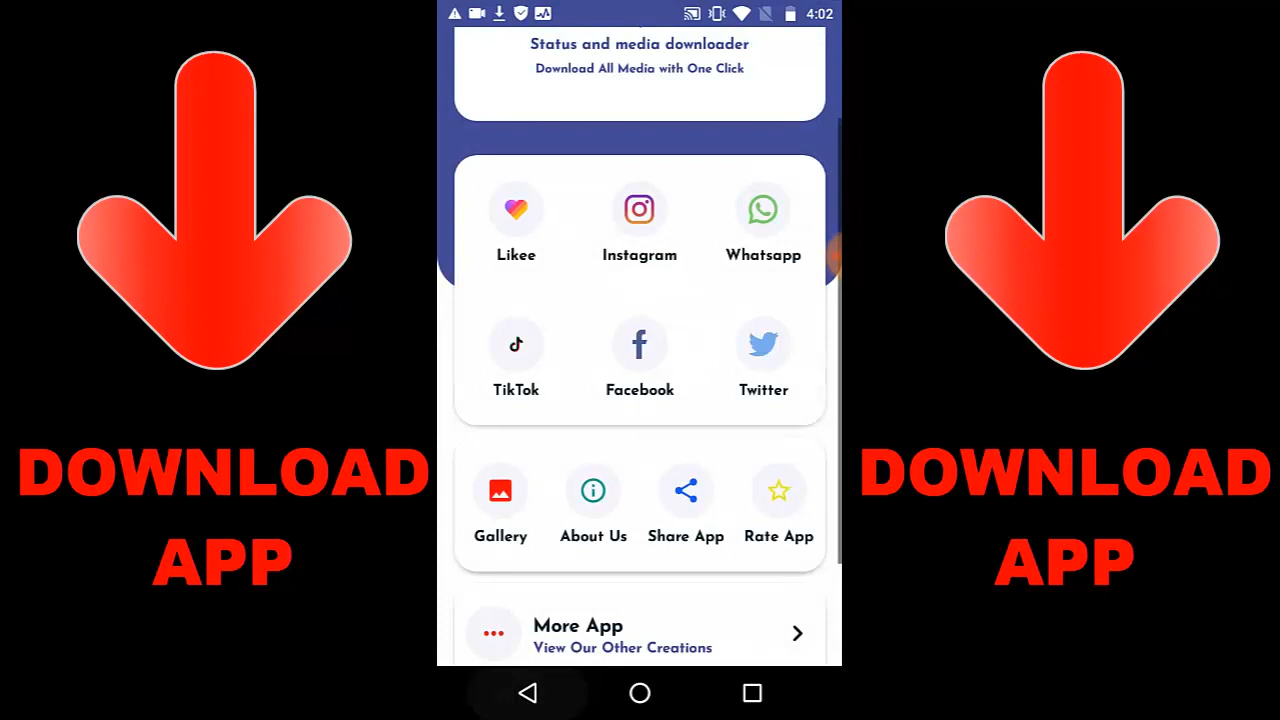 4:02
Status and media downloader
Download All Media with One Click
Likee Instagram Whatsapp
TikTok Facebook Twitter
Gallery About Us Share App Rate App
More App
View Our Other Creations
DOWNLOAD
APP
DOWNLOAD
APP